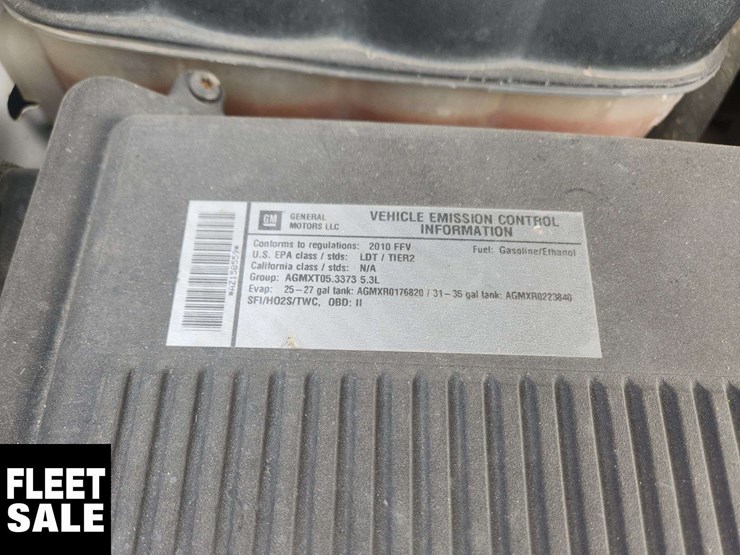 GM GENERAL MOTORS LLC
VEHICLE EMISSION CONTROL
INFORMATION
Conforms to regulations: 2010 FFV Fuel: Gasoline/Ethanol
U.S. EPA class / stds: LDT / TIER2
California class / stds: N/A
Group: AGMXT05.3373 5.3L
Evap: 25-27 gal tank: AGMXR0176820 / 31-36 gal tank: AGMXR0223840
SFI/HO2S/TWC, OBD: II
FLEET
SALE